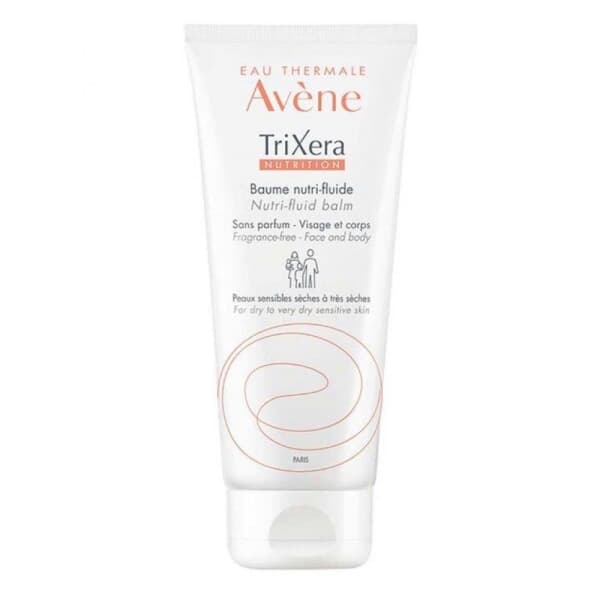 EAU THERMALE
Avène
TriXera
NUTRITION
Baume nutri-fluide
Nutri-fluid balm
Sans parfum - Visage et corps
Fragrance-free - Face and body
Peaux sensibles sèches à très sèches
For dry to very dry sensitive skin
PARIS